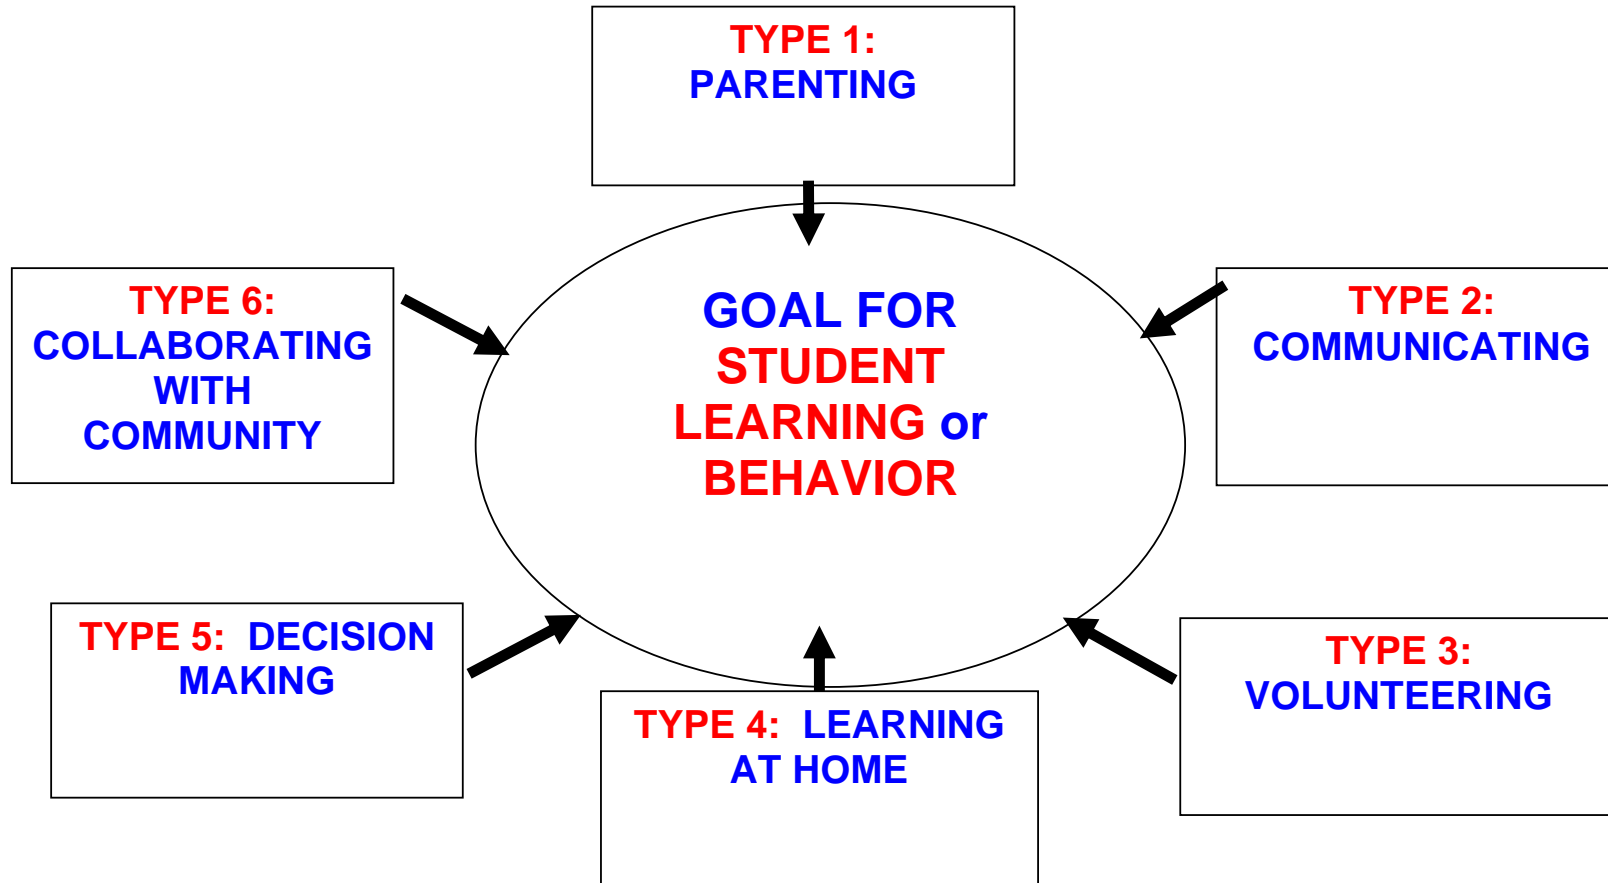 TYPE 1:
PARENTING
GOAL FOR
STUDENT
LEARNING or
BEHAVIOR
TYPE 2:
COMMUNICATING
TYPE 3:
VOLUNTEERING
TYPE 4: LEARNING
AT HOME
TYPE 5: DECISION
MAKING
TYPE 6:
COLLABORATING
WITH
COMMUNITY